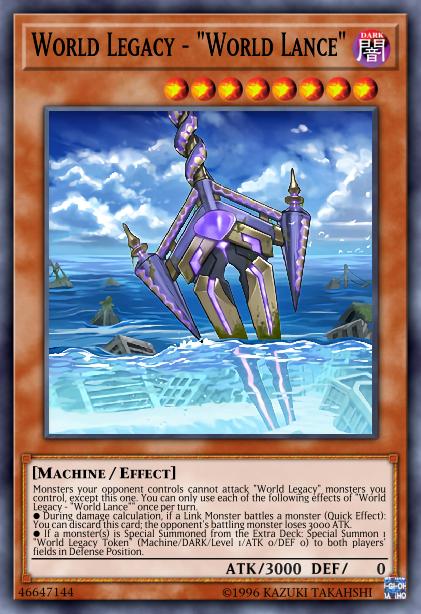 World Legacy - "World Lance"
DARK
闇
[Machine / Effect]
Monsters your opponent controls cannot attack "World Legacy" monsters you
control, except this one. You can only use each of the following effects of "World
Legacy - "World Lance"" once per turn.
● During damage calculation, if a Link Monster battles a monster (Quick Effect):
You can discard this card; the opponent's battling monster loses 3000 ATK.
● If a monster(s) is Special Summoned from the Extra Deck: Special Summon 1
"World Legacy Token" (Machine/DARK/Level 1/ATK 0/DEF 0) to both players'
fields in Defense Position.
ATK/3000 DEF/ 0
46647144
©1996 KAZUKI TAKAHSHI